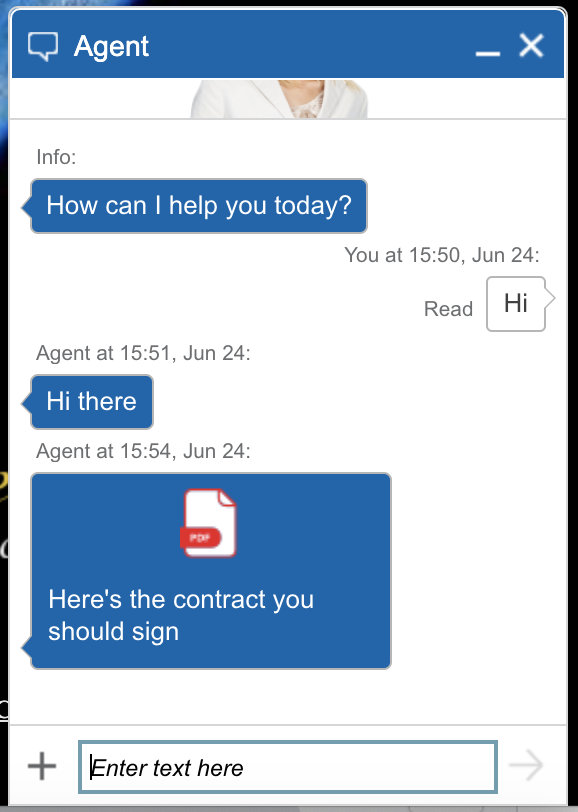 Agent
Info:
How can I help you today?
You at 15:50, Jun 24:
Read
Hi
Agent at 15:51, Jun 24:
Hi there
Agent at 15:54, Jun 24:
PDF
Here's the contract you
should sign
Enter text here